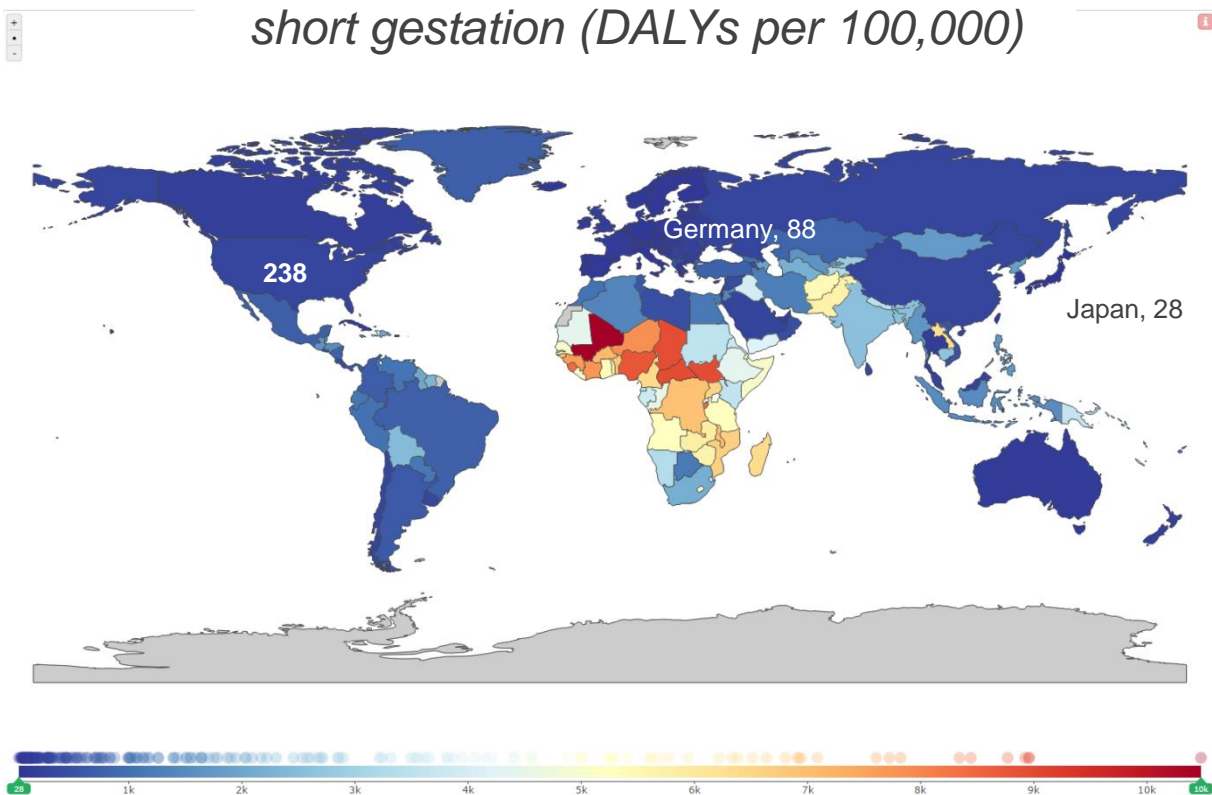 short gestation (DALYs per 100,000)
+
-
i
Germany, 88
238
Japan, 28
28 1k 2k 3k 4k 5k 6k 7k 8k 9k 10k 10k